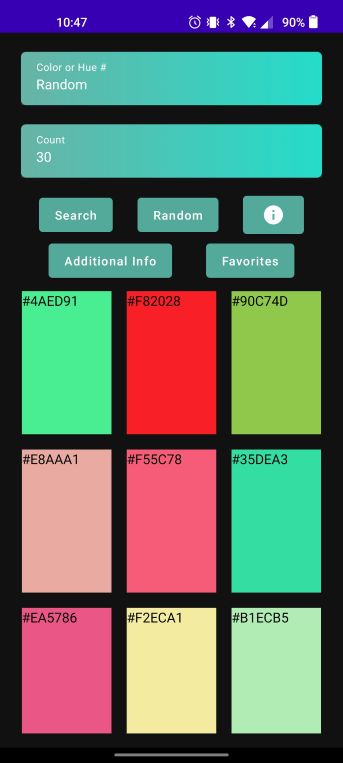 10:47 90%
Color or Hue #
Random
Count
30
Search Random
Additional Info Favorites
#4AED91 #F82028 #90C74D
#E8AAA1 #F55C78 #35DEA3
#EA5786 #F2ECA1 #B1ECB5